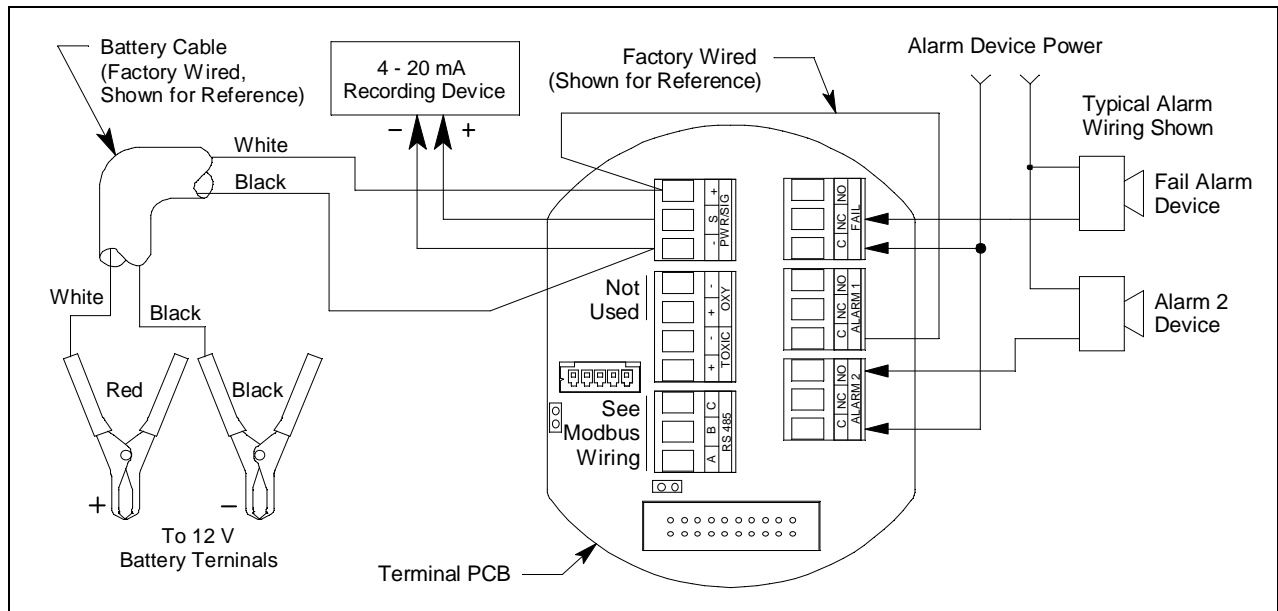 Battery Cable
(Factory Wired,
Shown for Reference)
4 - 20 mA
Recording Device
− +
Factory Wired
(Shown for Reference)
Alarm Device Power
Typical Alarm
Wiring Shown
White
Black
Fail Alarm
Device
Alarm 2
Device
+
S
-
PWR/SIG
NO
NC
C
FAIL
Not
Used
-
+
OXY
-
+
TOXIC
NO
NC
C
ALARM 1
NO
NC
C
ALARM 2
See
Modbus
Wiring
C
B
A
RS 485
White
Black
Red
Black
+
−
To 12 V
Battery Terninals
Terminal PCB